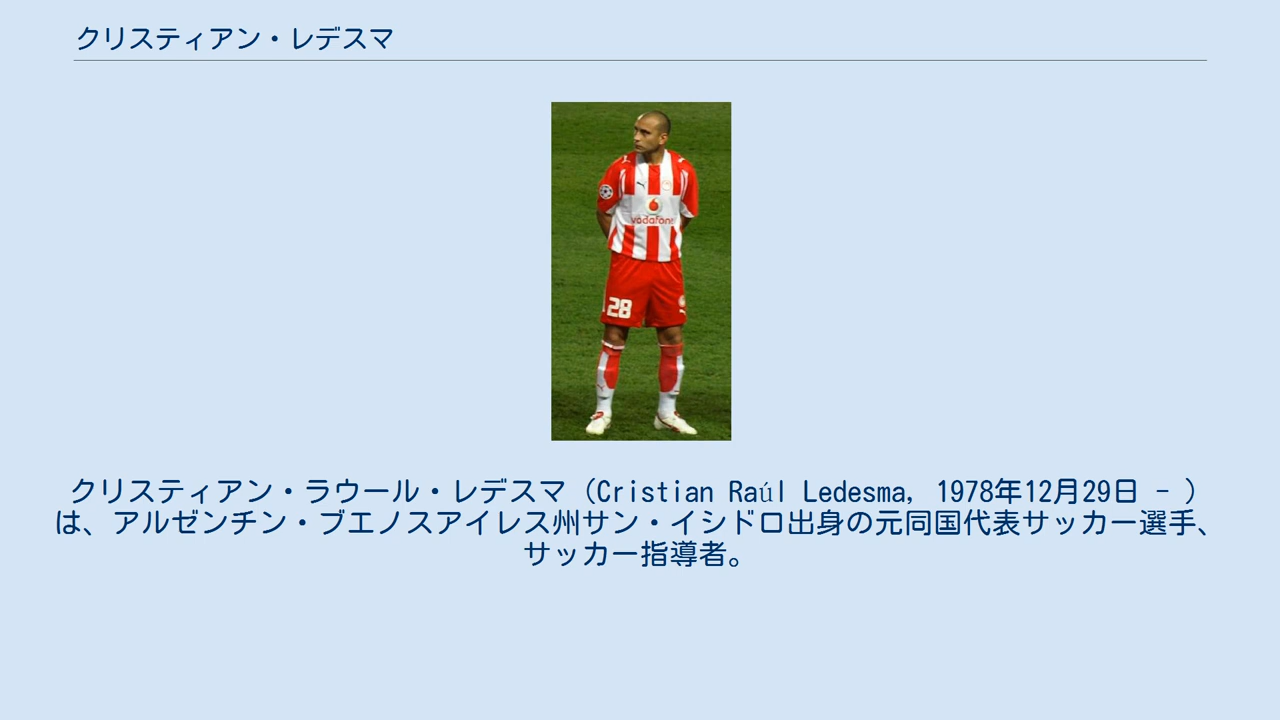 クリスティアン・レデスマ
vodafone
28
クリスティアン・ラウール・レデスマ（Cristian Raúl Ledesma, 1978年12月29日 - ）
は、アルゼンチン・ブエノスアイレス州サン・イシドロ出身の元同国代表サッカー選手、
サッカー指導者。